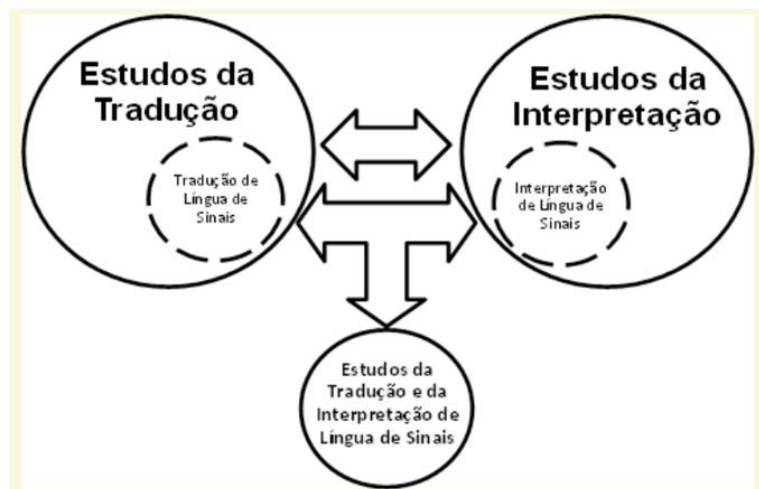 Estudos da
Tradução
Tradução de
Língua de
Sinais
Estudos da
Interpretação
Interpretação
de Língua de
Sinais
Estudos da
Tradução e da
Interpretação de
Língua de Sinais